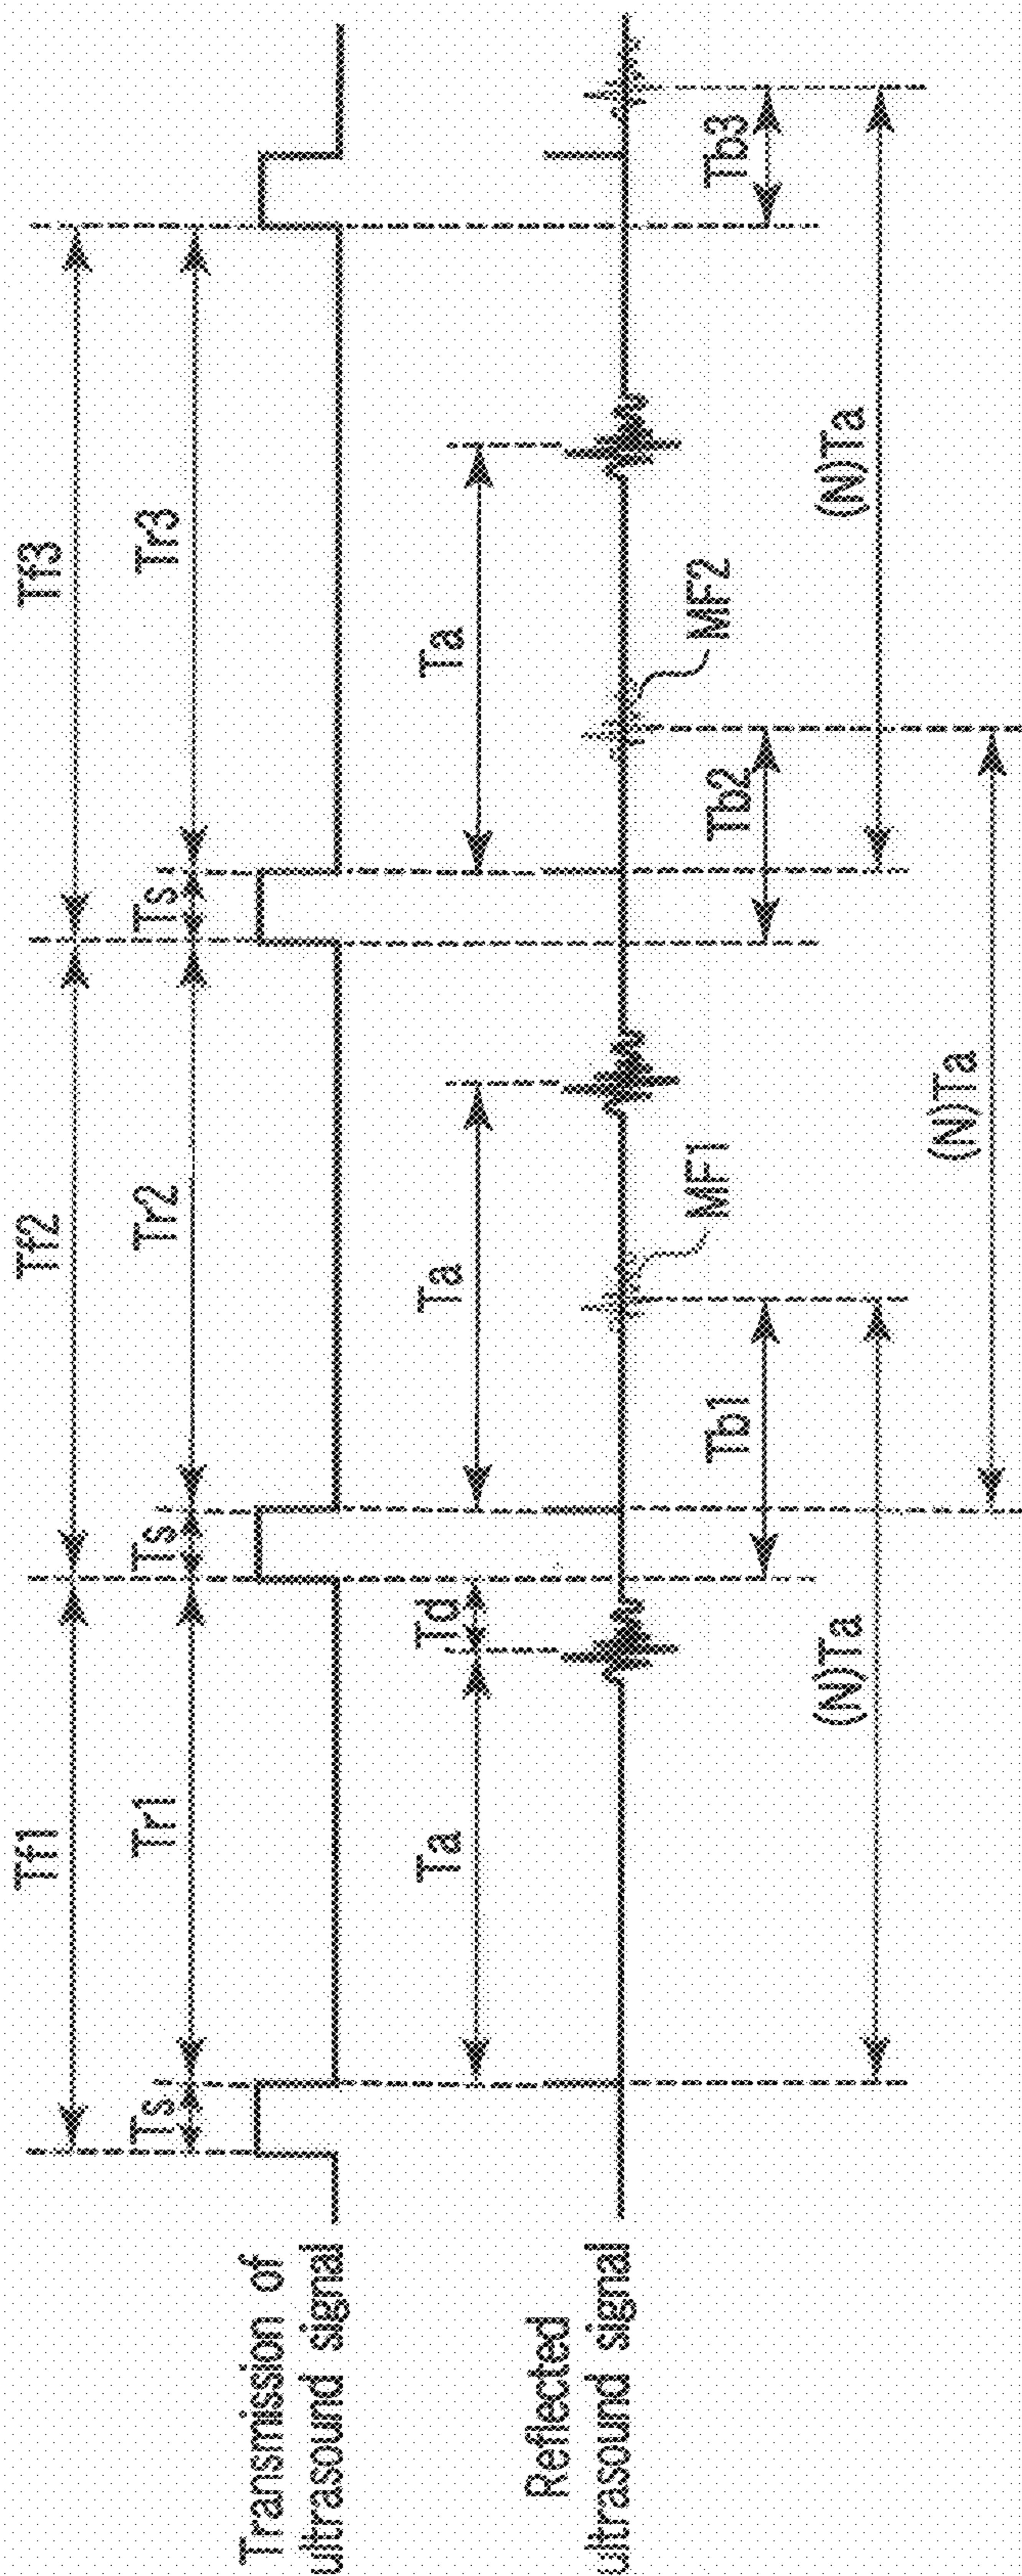 Tf1
Tf2
Tf3
Ts
Tr1
Ts
Tr2
Ts
Tr3
Transmission of
ultrasound signal
Ta
Td
Ta
Ta
Reflected
ultrasound signal
MF1
MF2
Tb1
Tb2
Tb3
(N)Ta
(N)Ta
(N)Ta